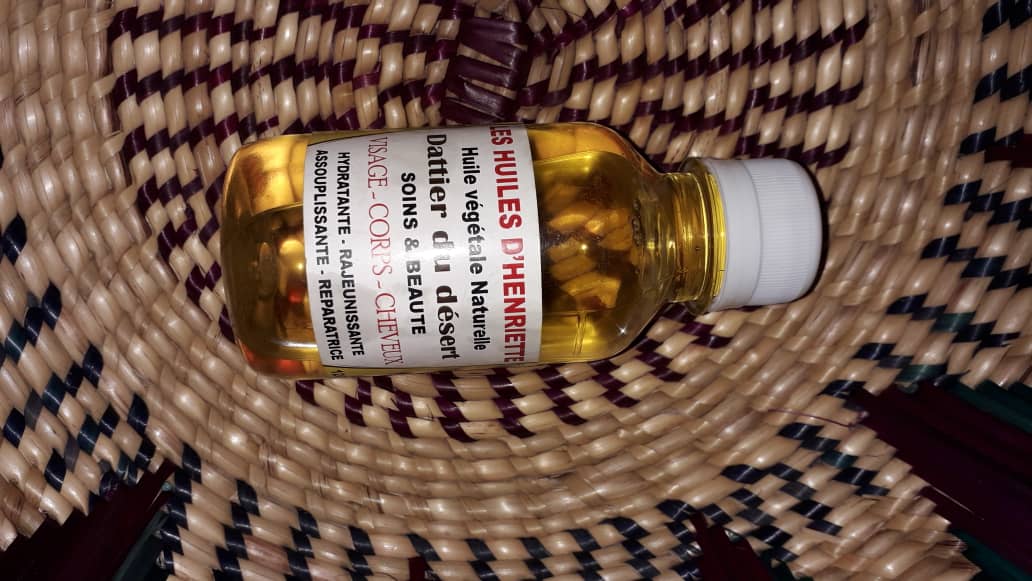 LES HUILES D'HENRIETTE
Huile végétale Naturelle
Dattier du désert
SOINS & BEAUTE
VISAGE - CORPS - CHEVEUX
HYDRATANTE - RAJEUNISSANTE
ASSOUPLISSANTE - REPARATRICE